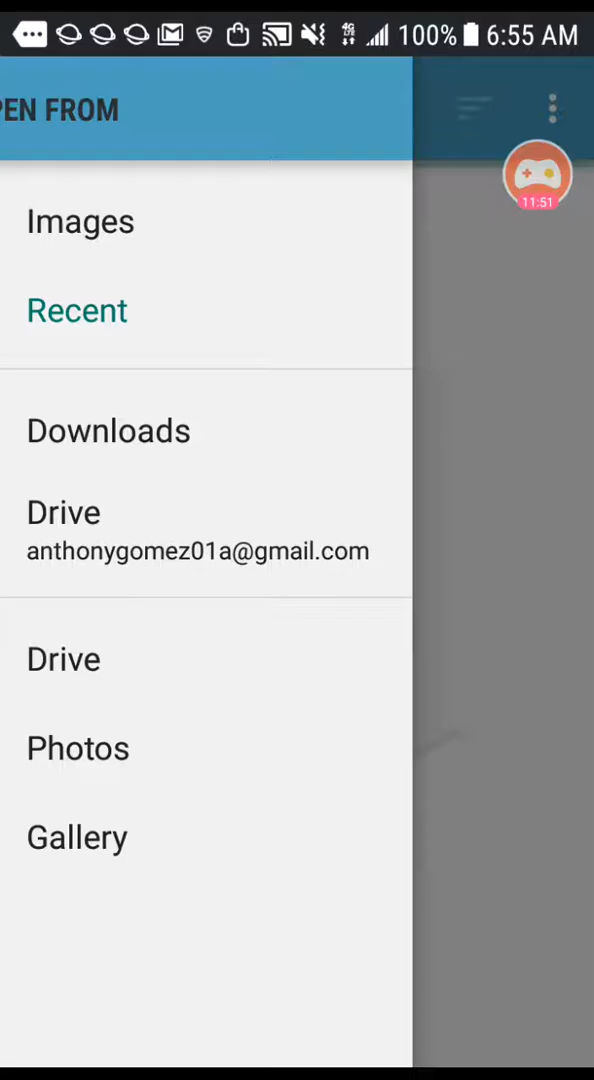 100% 6:55 AM
PEN FROM
11:51
Images
Recent
Downloads
Drive
anthonygomez01a@gmail.com
Drive
Photos
Gallery